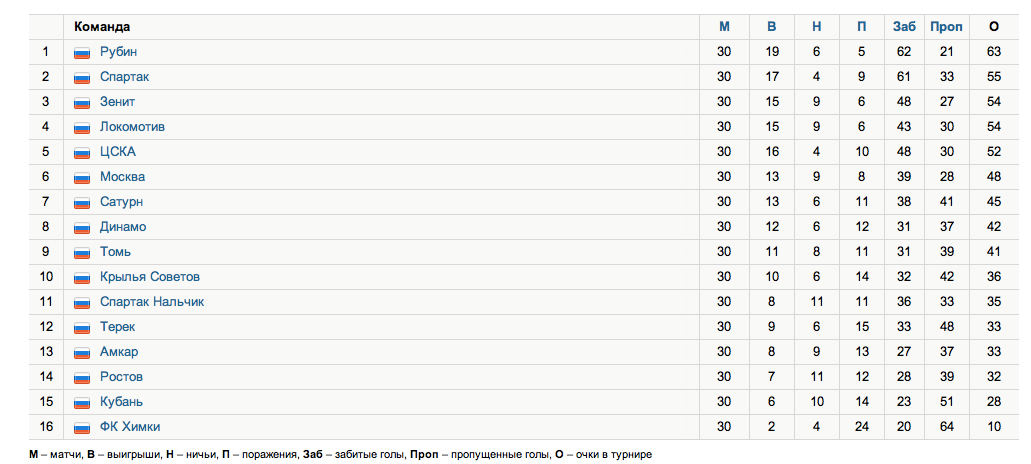 Команда М В Н П Заб Проп О
1 Рубин 30 19 6 5 62 21 63
2 Спартак 30 17 4 9 61 33 55
3 Зенит 30 15 9 6 48 27 54
4 Локомотив 30 15 9 6 43 30 54
5 ЦСКА 30 16 4 10 48 30 52
6 Москва 30 13 9 8 39 28 48
7 Сатурн 30 13 6 11 38 41 45
8 Динамо 30 12 6 12 31 37 42
9 Томь 30 11 8 11 31 39 41
10 Крылья Советов 30 10 6 14 32 42 36
11 Спартак Нальчик 30 8 11 11 36 33 35
12 Терек 30 9 6 15 33 48 33
13 Амкар 30 8 9 13 27 37 33
14 Ростов 30 7 11 12 28 39 32
15 Кубань 30 6 10 14 23 51 28
16 ФК Химки 30 2 4 24 20 64 10
М – матчи, В – выигрыши, Н – ничьи, П – поражения, Заб – забитые голы, Проп – пропущенные голы, О – очки в турнире